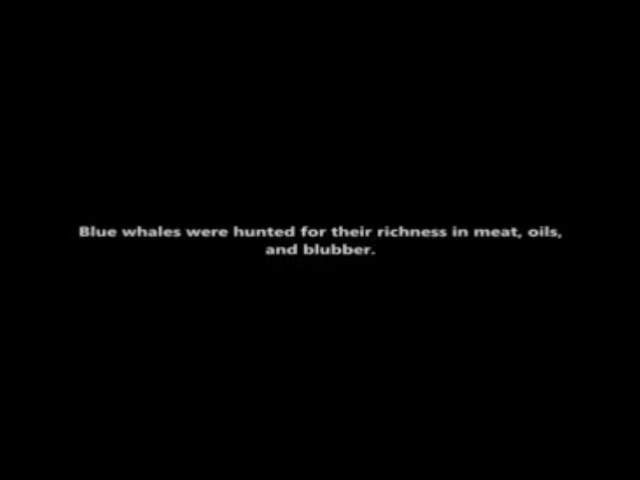 Blue whales were hunted for their richness in meat, oils,
and blubber.